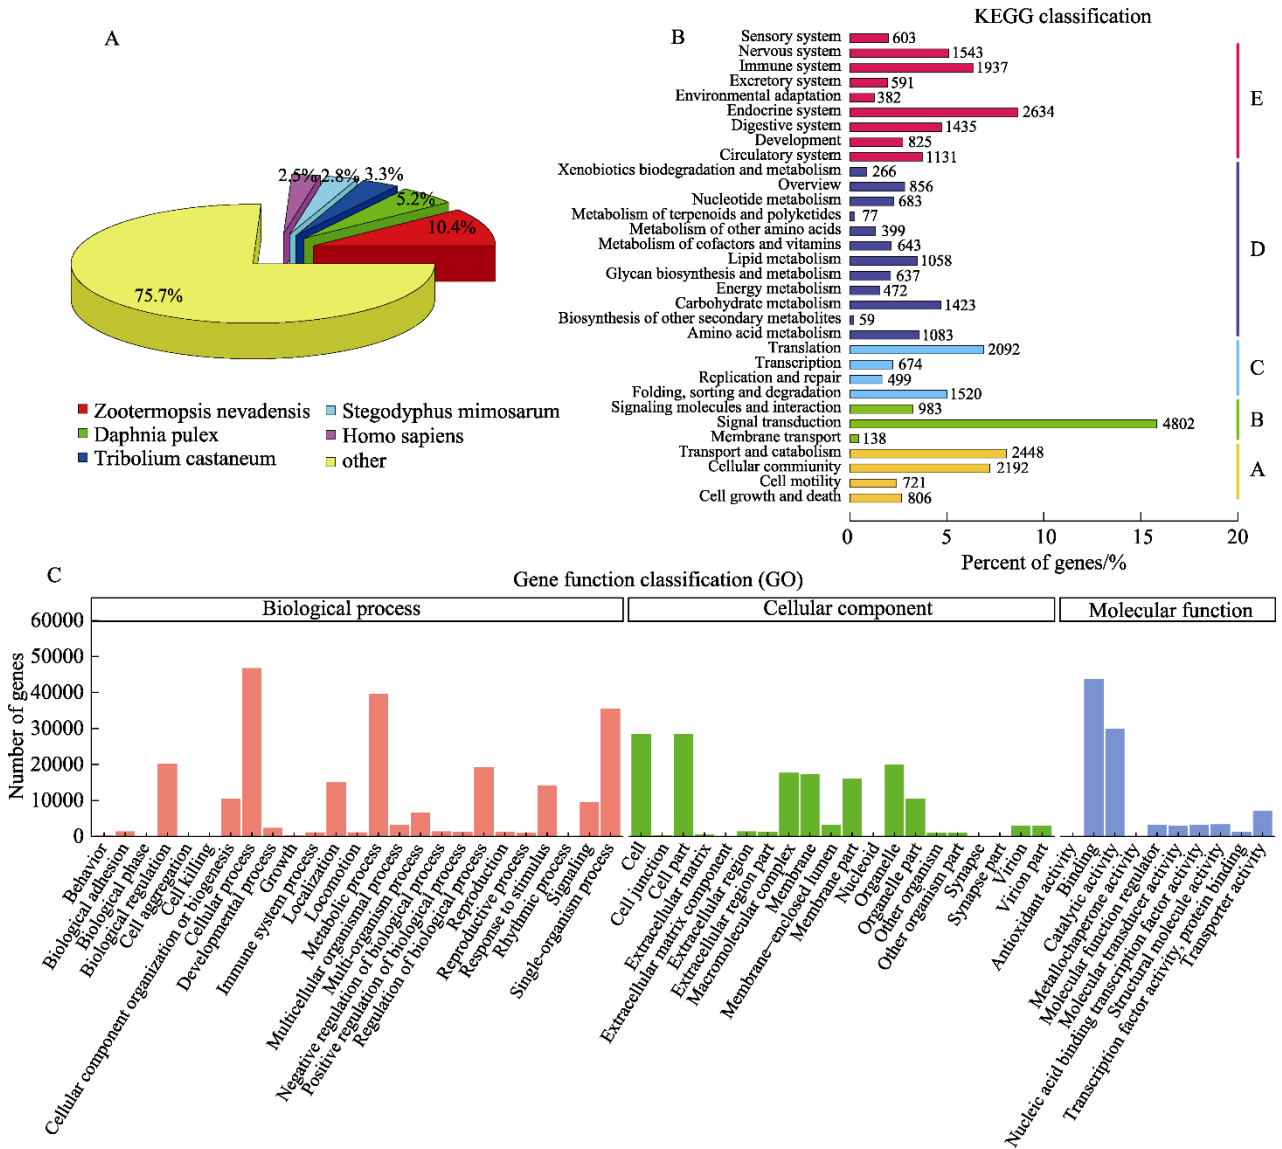 A
2.5%
2.8%
3.3%
5.2%
10.4%
75.7%
Zootermopsis nevadensis
Daphnia pulex
Tribolium castaneum
Stegodyphus mimosarum
Homo sapiens
other
B
KEGG classification
Sensory system 603
Nervous system 1543
Immune system 1937
Excretory system 591
Environmental adaptation 382
Endocrine system 2634
Digestive system 1435
Development 825
Circulatory system 1131
E
Xenobiotics biodegradation and metabolism 266
Overview 856
Nucleotide metabolism 683
Metabolism of terpenoids and polyketides 77
Metabolism of other amino acids 399
Metabolism of cofactors and vitamins 643
Lipid metabolism 1058
Glycan biosynthesis and metabolism 637
Energy metabolism 472
Carbohydrate metabolism 1423
Biosynthesis of other secondary metabolites 59
Amino acid metabolism 1083
D
Translation 2092
Transcription 674
Replication and repair 499
Folding, sorting and degradation 1520
C
Signaling molecules and interaction 983
Signal transduction 4802
Membrane transport 138
B
Transport and catabolism 2448
Cellular commiunity 2192
Cell motility 721
Cell growth and death 806
A
0 5 10 15 20
Percent of genes/%
C
Gene function classification (GO)
Biological process
Cellular component
Molecular function
Number of genes
60000
50000
40000
30000
20000
10000
0
Behavior
Biological adhesion
Biological phase
Biological regulation
Cell aggregation
Cell killing
Cellular component organization or biogenesis
Cellular process
Developmental process
Growth
Immune system process
Localization
Locomotion
Metabolic process
Multicellular organismal process
Multi-organism process
Negative regulation of biological process
Positive regulation of biological process
Regulation of biological process
Reproduction
Reproductive process
Response to stimulus
Rhythmic process
Signaling
Single-organism process
Cell
Cell junction
Cell part
Extracellular matrix
Extracellular matrix component
Extracellular region
Extracellular region part
Macromolecular complex
Membrane
Membrane−enclosed lumen
Membrane part
Nucleoid
Organelle
Organelle part
Other organism
Other organism part
Synapse
Synapse part
Virion
Virion part
Antioxidant activity
Binding
Catalytic activity
Metallochaperone activity
Molecular function regulator
Molecular transducer activity
Nucleic acid binding transcription factor activity
Structural molecule activity
Transcription factor activity, protein binding
Transporter activity